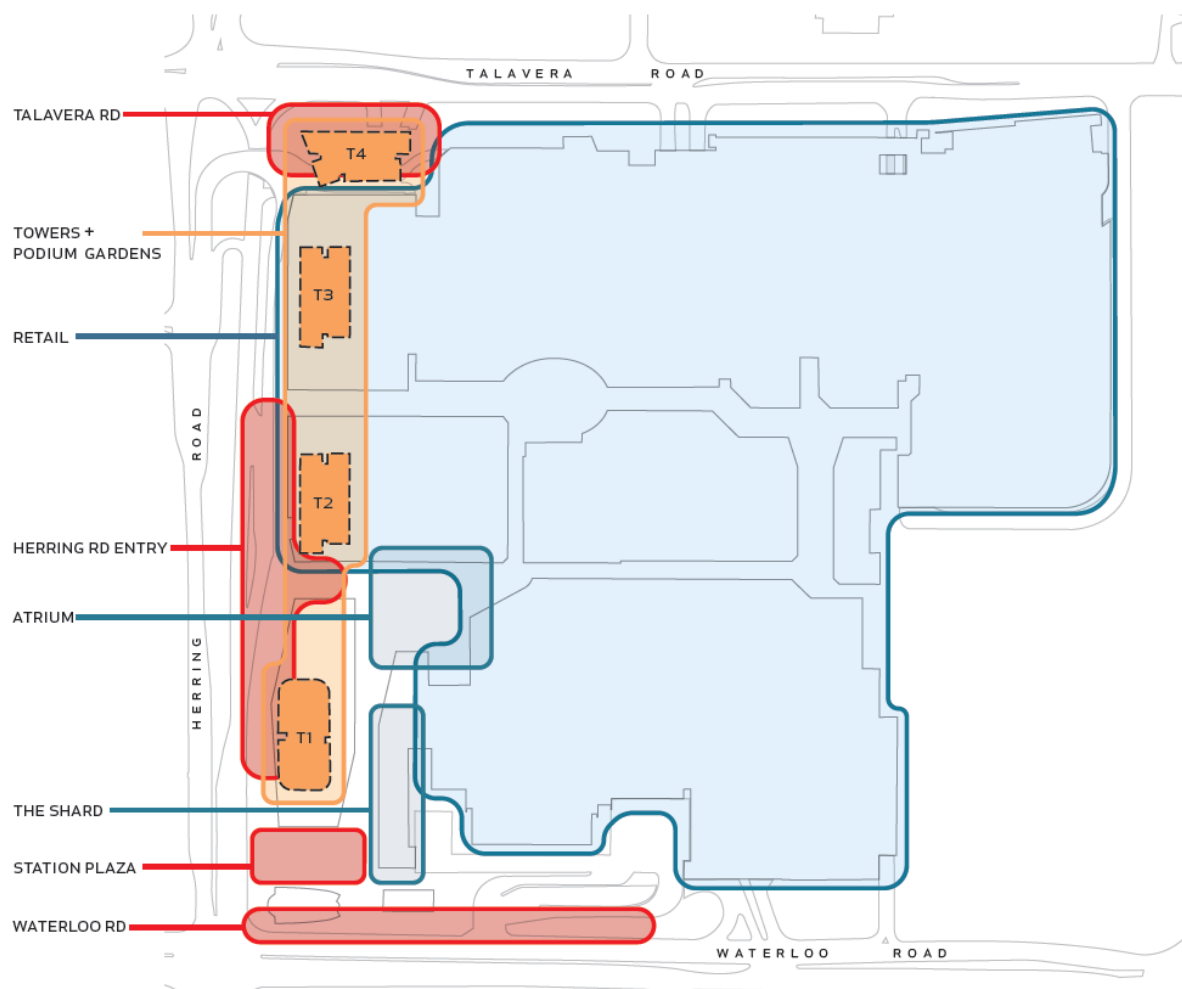 TALAVERA ROAD
TALAVERA RD
T4
TOWERS +
PODIUM GARDENS
T3
RETAIL
HERRING ROAD
T2
HERRING RD ENTRY
ATRIUM
T1
THE SHARD
STATION PLAZA
WATERLOO RD
WATERLOO ROAD